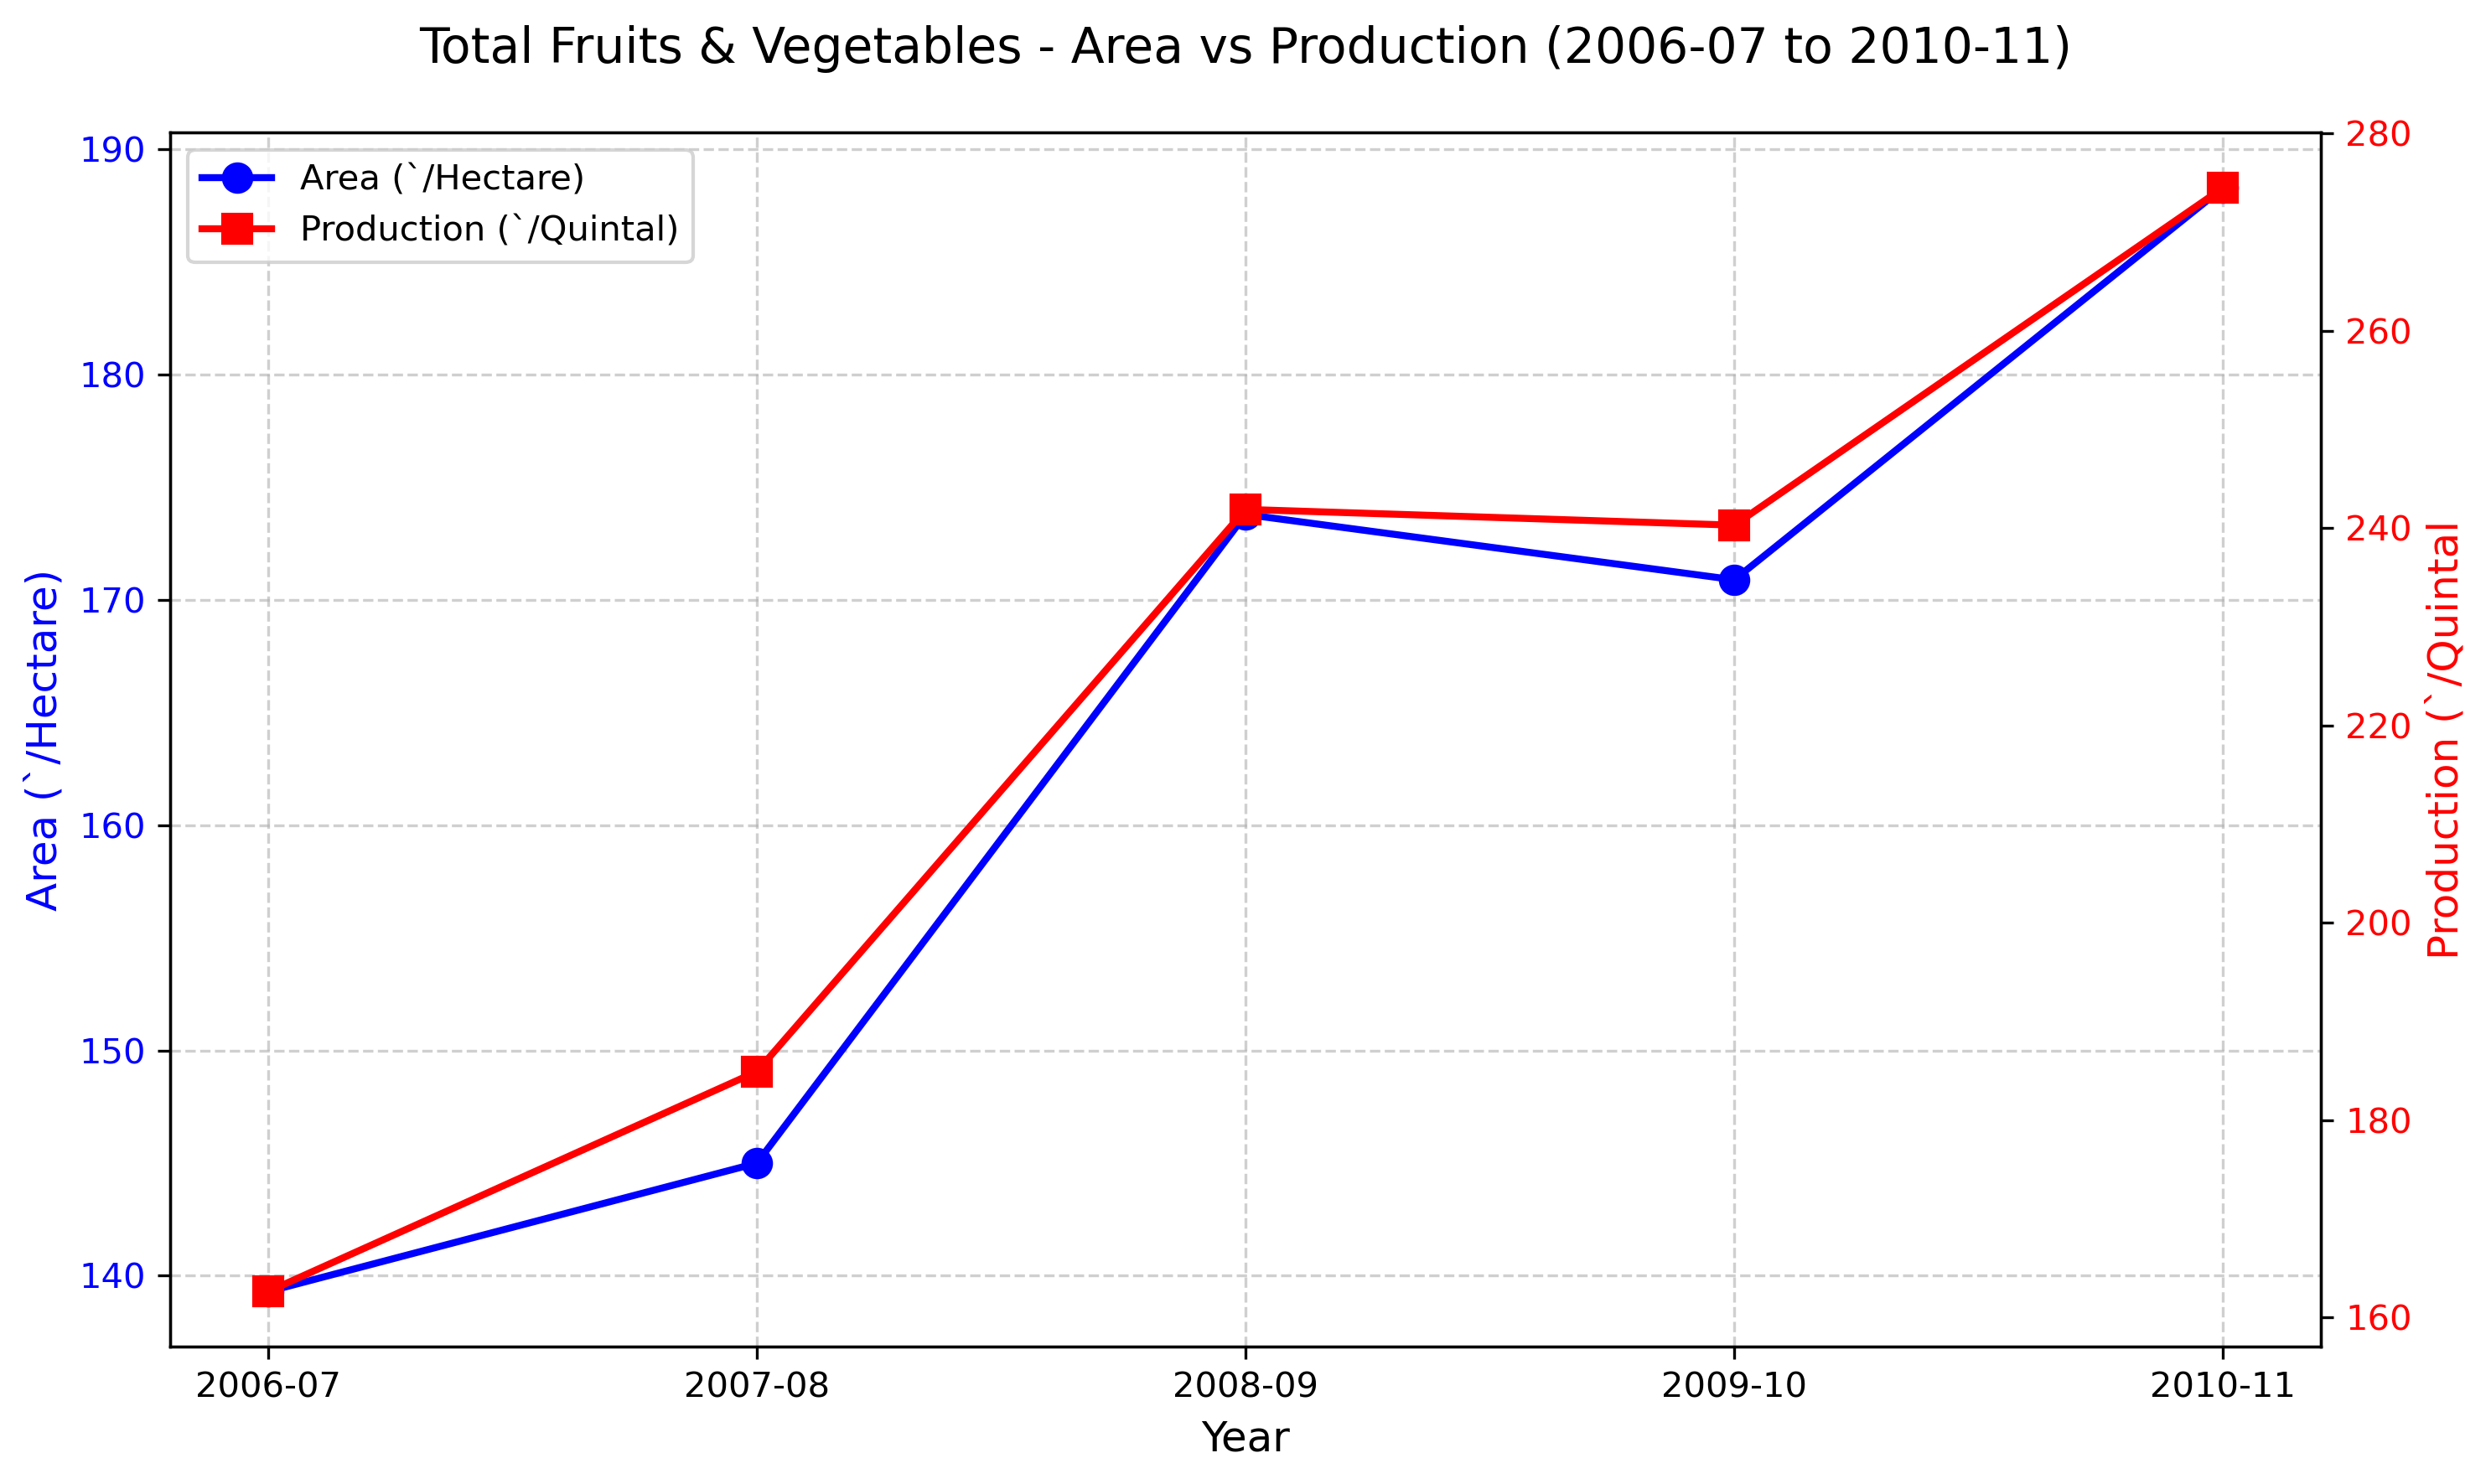 Total Fruits & Vegetables - Area vs Production (2006-07 to 2010-11)
Area (`/Hectare)
Production (`/Quintal)
190
180
170
160
150
140
Area (`/Hectare)
280
260
240
220
200
180
160
Production (`/Quintal
2006-07 2007-08 2008-09 2009-10 2010-11
Year